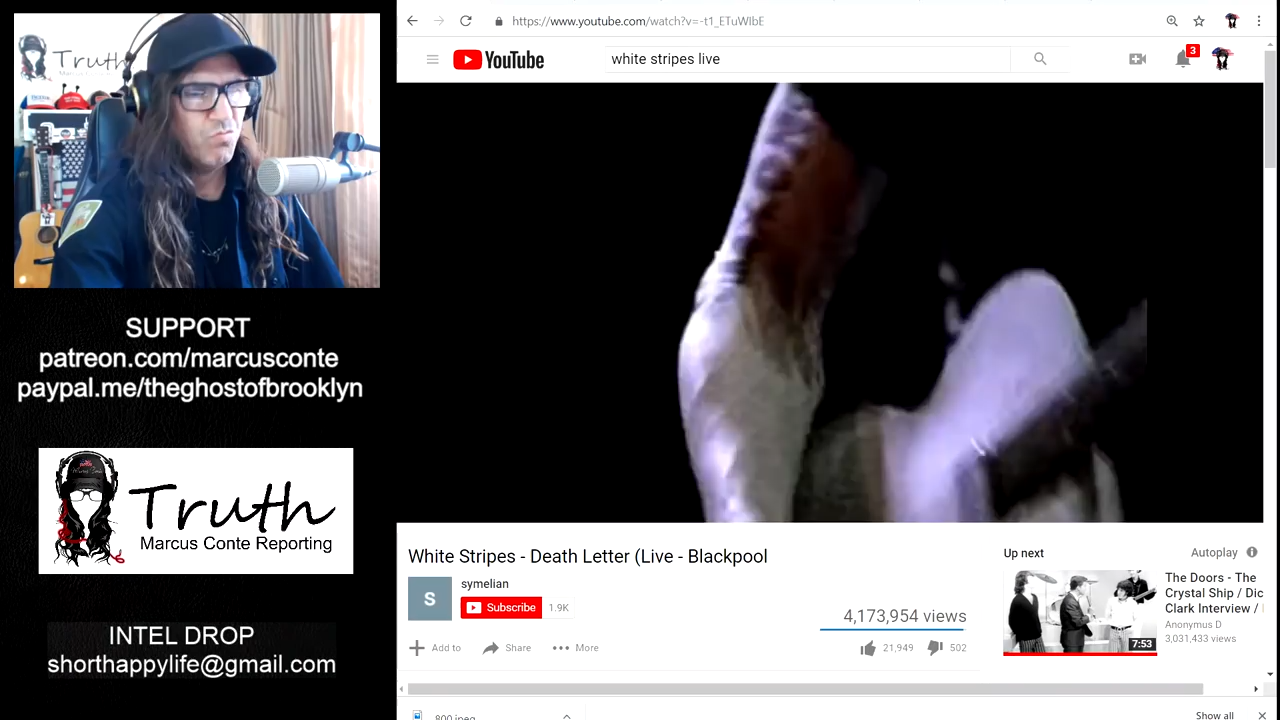 Truth
SUPPORT
patreon.com/marcusconte
paypal.me/theghostofbrooklyn
Truth
Marcus Conte Reporting
INTEL DROP
shorthappylife@gmail.com
https://www.youtube.com/watch?v=-t1_ETuWIbE
YouTube
white stripes live
3
White Stripes - Death Letter (Live - Blackpool
S
symelian
Subscribe 1.9K
4,173,954 views
Add to Share More
21,949 502
Up next
Autoplay
7:53
The Doors - The
Crystal Ship / Dic
Clark Interview /
Anonymus D
3,031,433 views
800.jpeg
Show all